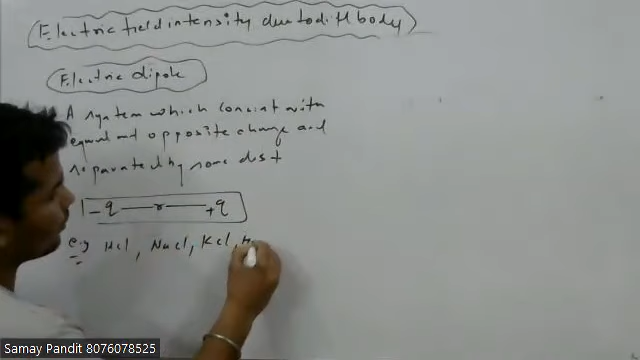 Electric field intensity due to diff body
Electric dipole
A system which consist with
equal and opposite charge and
separated by some dist
-q — r — +q
e.g HCl, NaCl, KCl, H
Samay Pandit 8076078525